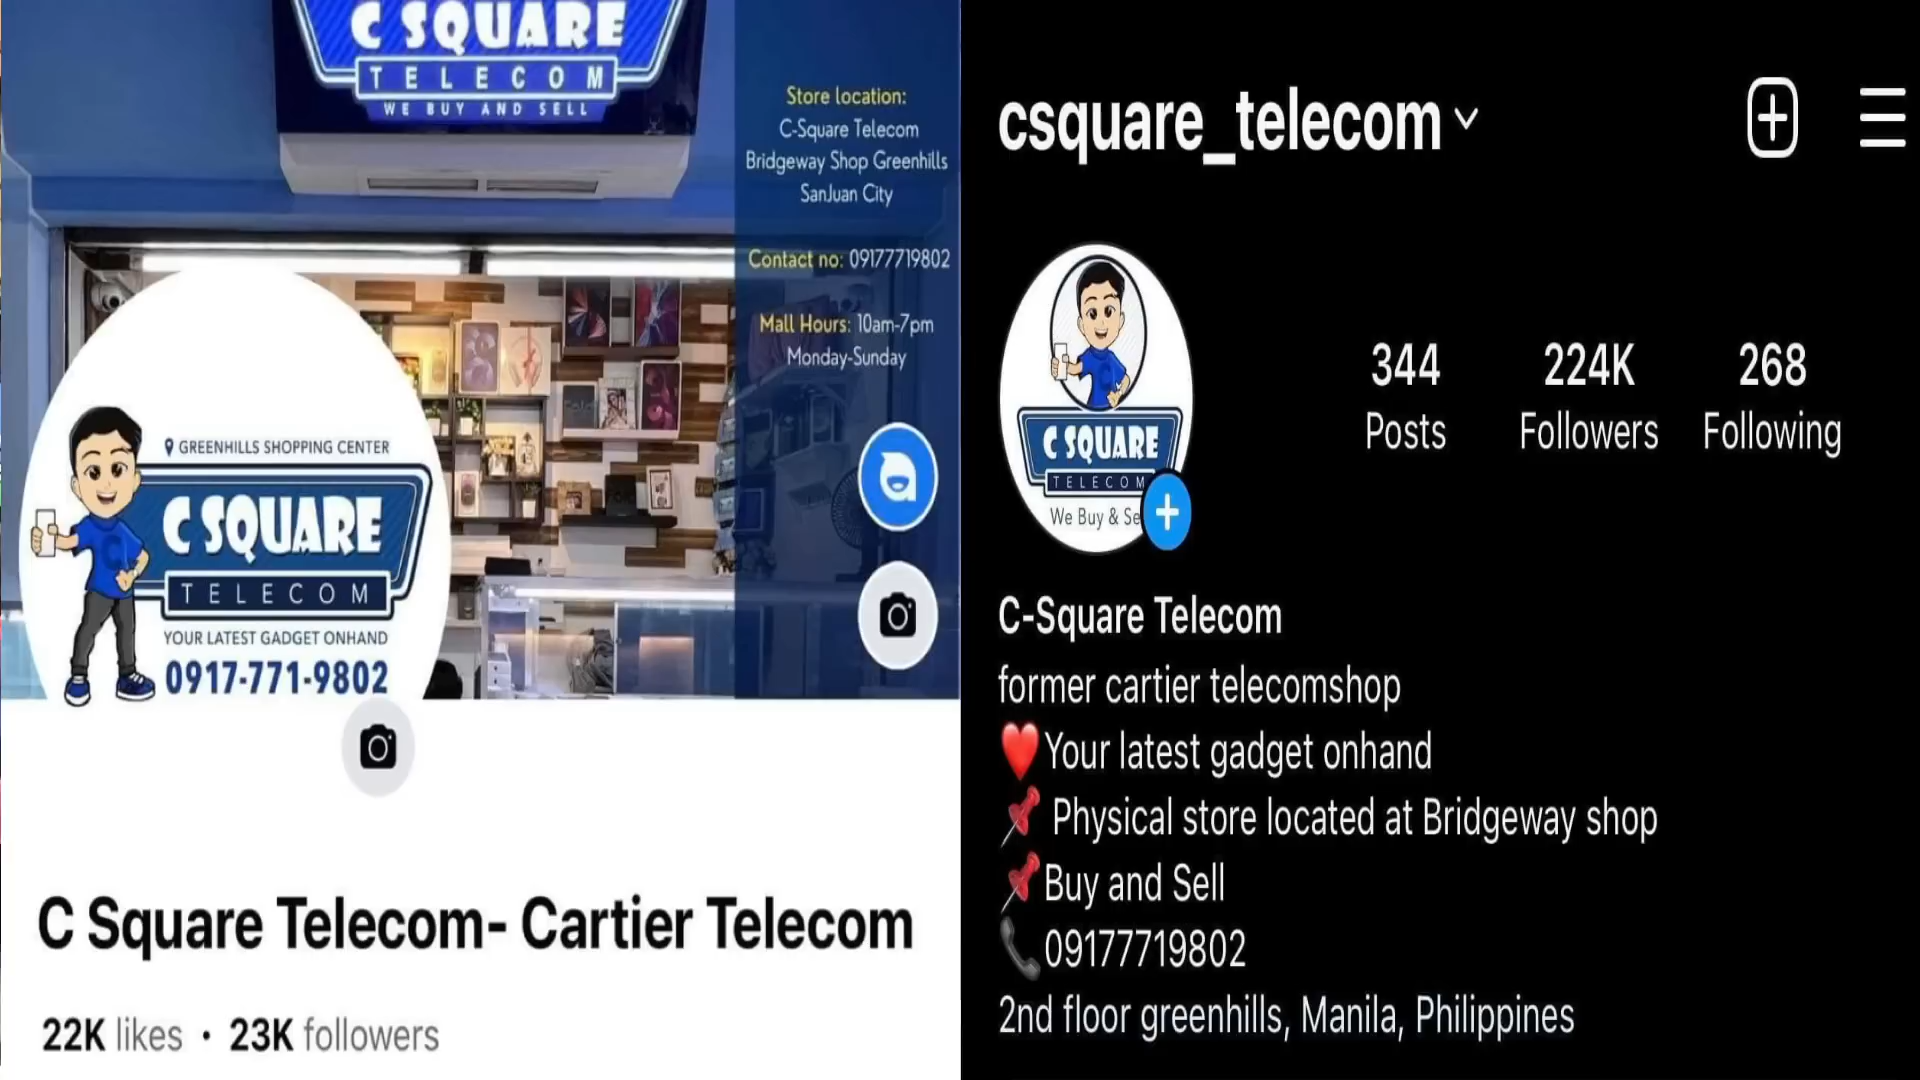 C SQUARE
TELECOM
WE BUY AND SELL
Store location:
C-Square Telecom
Bridgeway Shop Greenhills
SanJuan City
Contact no: 09177719802
Mall Hours: 10am-7pm
Monday-Sunday
GREENHILLS SHOPPING CENTER
C SQUARE
TELECOM
YOUR LATEST GADGET ONHAND
0917-771-9802
C Square Telecom- Cartier Telecom
22K likes · 23K followers
csquare_telecom
C SQUARE
TELECOM
We Buy & Se
344
Posts
224K
Followers
268
Following
C-Square Telecom
former cartier telecomshop
❤️Your latest gadget onhand
📌 Physical store located at Bridgeway shop
📌Buy and Sell
📞09177719802
2nd floor greenhills, Manila, Philippines